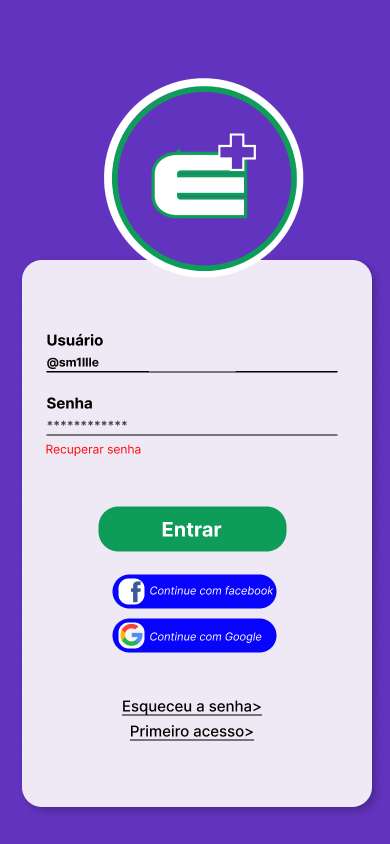 Usuário
@sm1llle
Senha
************
Recuperar senha
Entrar
Continue com facebook
Continue com Google
Esqueceu a senha>
Primeiro acesso>